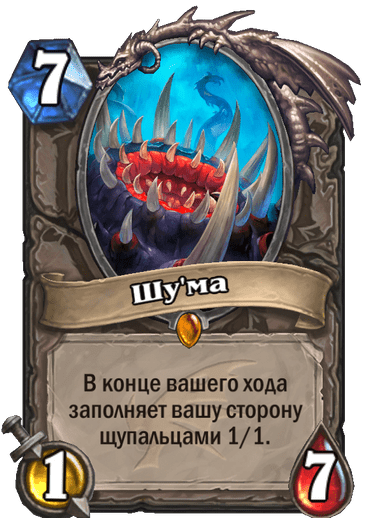 7
Шу'ма
В конце вашего хода
заполняет вашу сторону
щупальцами 1/1.
1
7